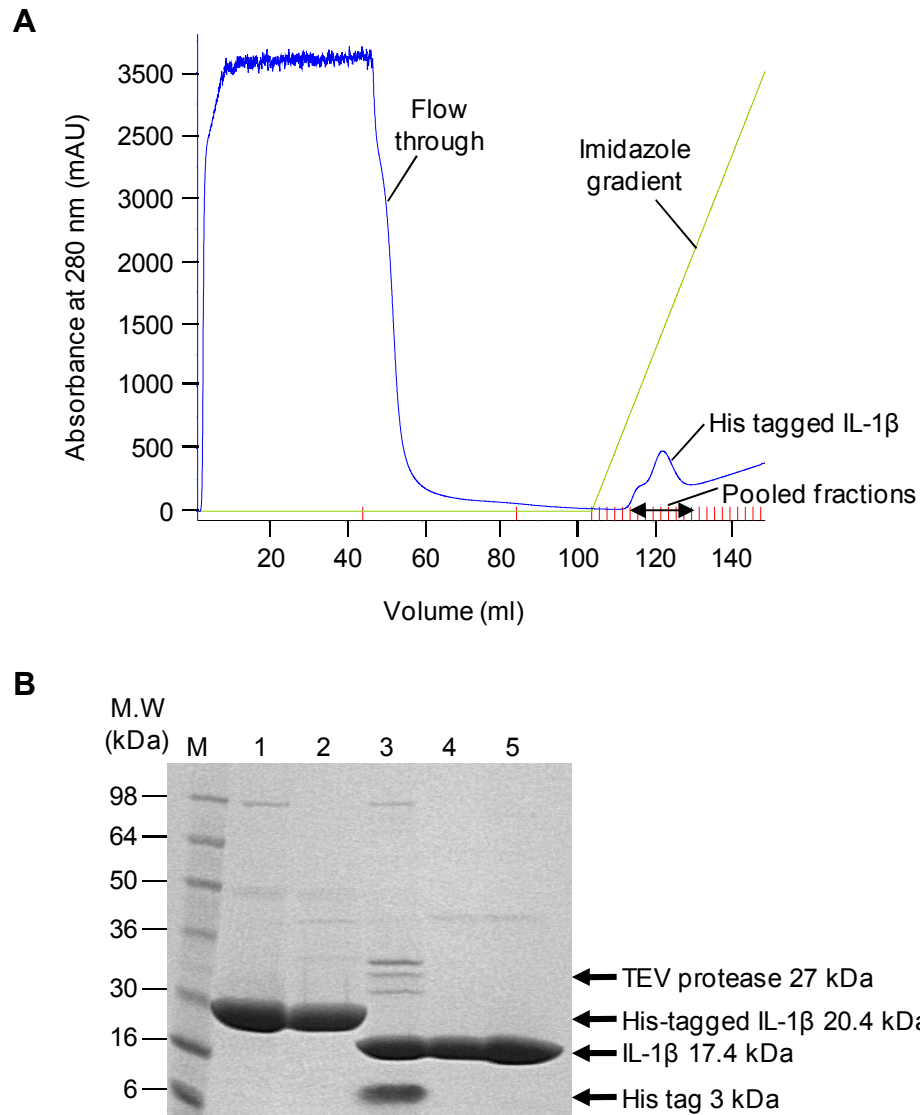 A
Absorbance at 280 nm (mAU)
3500
2500
3000
2000
1500
1000
500
0
Flow
through
Imidazole
gradient
His tagged IL-1β
Pooled fractions
20
40
60
80
100
120
140
Volume (ml)
B
M.W
(kDa)
M
1
2
3
4
5
98
64
50
36
30
16
6
TEV protease 27 kDa
His-tagged IL-1β 20.4 kDa
IL-1β 17.4 kDa
His tag 3 kDa